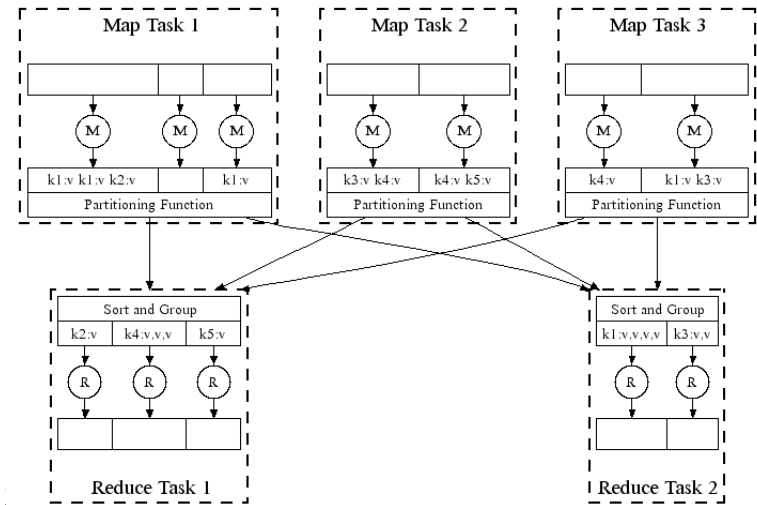 Map Task 1 Map Task 2 Map Task 3
M M M M M M M
k1:v k1:v k2:v k1:v k3:v k4:v k4:v k5:v k4:v k1:v k3:v
Partitioning Function Partitioning Function Partitioning Function
Sort and Group Sort and Group
k2:v k4:v,v,v k5:v k1:v,v,v,v k3:v,v
R R R R R
Reduce Task 1 Reduce Task 2